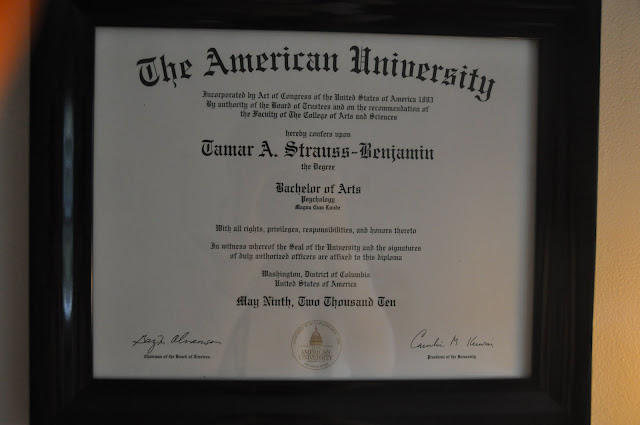 The American University
Incorporated by Act of Congress of the United States of America 1893
By authority of the Board of Trustees and on the recommendation of
the Faculty of The College of Arts and Sciences
hereby confers upon
Tamar A. Strauss-Benjamin
the Degree
Bachelor of Arts
Psychology
Magna Cum Laude
With all rights, privileges, responsibilities, and honors thereto
In witness whereof the Seal of the University and the signatures
of duly authorized officers are affixed to this diploma
Washington, District of Columbia
United States of America
May Ninth, Two Thousand Ten
Chairman of the Board of Trustees
AMERICAN
UNIVERSITY
President of the University